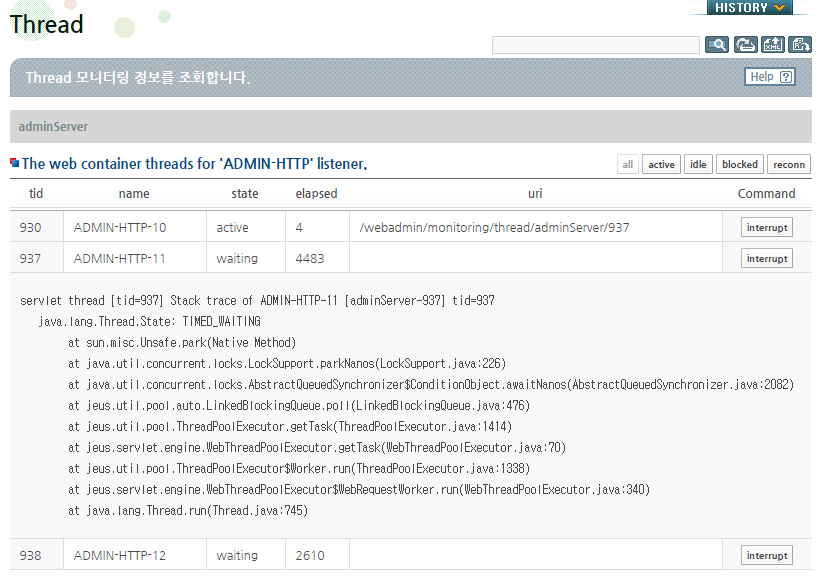 HISTORY
Thread
XML
Thread 모니터링 정보를 조회합니다.
Help ?
adminServer
The web container threads for 'ADMIN-HTTP' listener.
all active idle blocked reconn
tid name state elapsed uri Command
930 ADMIN-HTTP-10 active 4 /webadmin/monitoring/thread/adminServer/937 interrupt
937 ADMIN-HTTP-11 waiting 4483 interrupt
servlet thread [tid=937] Stack trace of ADMIN-HTTP-11 [adminServer-937] tid=937
java.lang.Thread.State: TIMED_WAITING
at sun.misc.Unsafe.park(Native Method)
at java.util.concurrent.locks.LockSupport.parkNanos(LockSupport.java:226)
at java.util.concurrent.locks.AbstractQueuedSynchronizer$ConditionObject.awaitNanos(AbstractQueuedSynchronizer.java:2082)
at jeus.util.pool.auto.LinkedBlockingQueue.poll(LinkedBlockingQueue.java:476)
at jeus.util.pool.ThreadPoolExecutor.getTask(ThreadPoolExecutor.java:1414)
at jeus.servlet.engine.WebThreadPoolExecutor.getTask(WebThreadPoolExecutor.java:70)
at jeus.util.pool.ThreadPoolExecutor$Worker.run(ThreadPoolExecutor.java:1338)
at jeus.servlet.engine.WebThreadPoolExecutor$WebRequestWorker.run(WebThreadPoolExecutor.java:340)
at java.lang.Thread.run(Thread.java:745)
938 ADMIN-HTTP-12 waiting 2610 interrupt